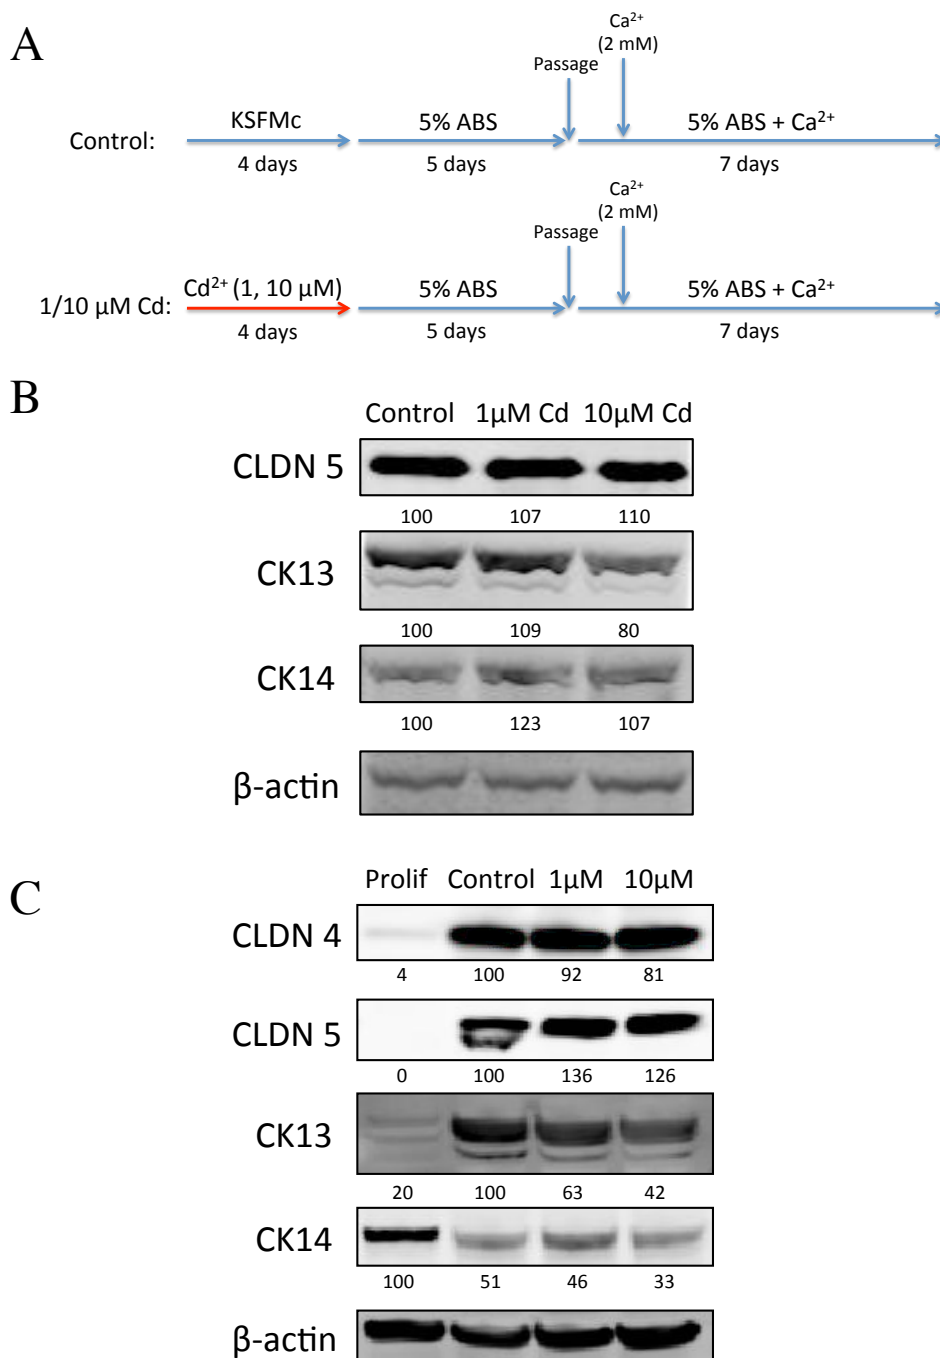 A
Ca²⁺
(2 mM)
Passage
Control:
KSFMc
5% ABS
5% ABS + Ca²⁺
4 days
5 days
7 days
Ca²⁺
(2 mM)
Passage
1/10 µM Cd:
Cd²⁺ (1, 10 µM)
5% ABS
5% ABS + Ca²⁺
4 days
5 days
7 days
B
Control 1µM Cd 10µM Cd
CLDN 5
100 107 110
CK13
100 109 80
CK14
100 123 107
β-actin
C
Prolif Control 1µM 10µM
CLDN 4
4 100 92 81
CLDN 5
0 100 136 126
CK13
20 100 63 42
CK14
100 51 46 33
β-actin